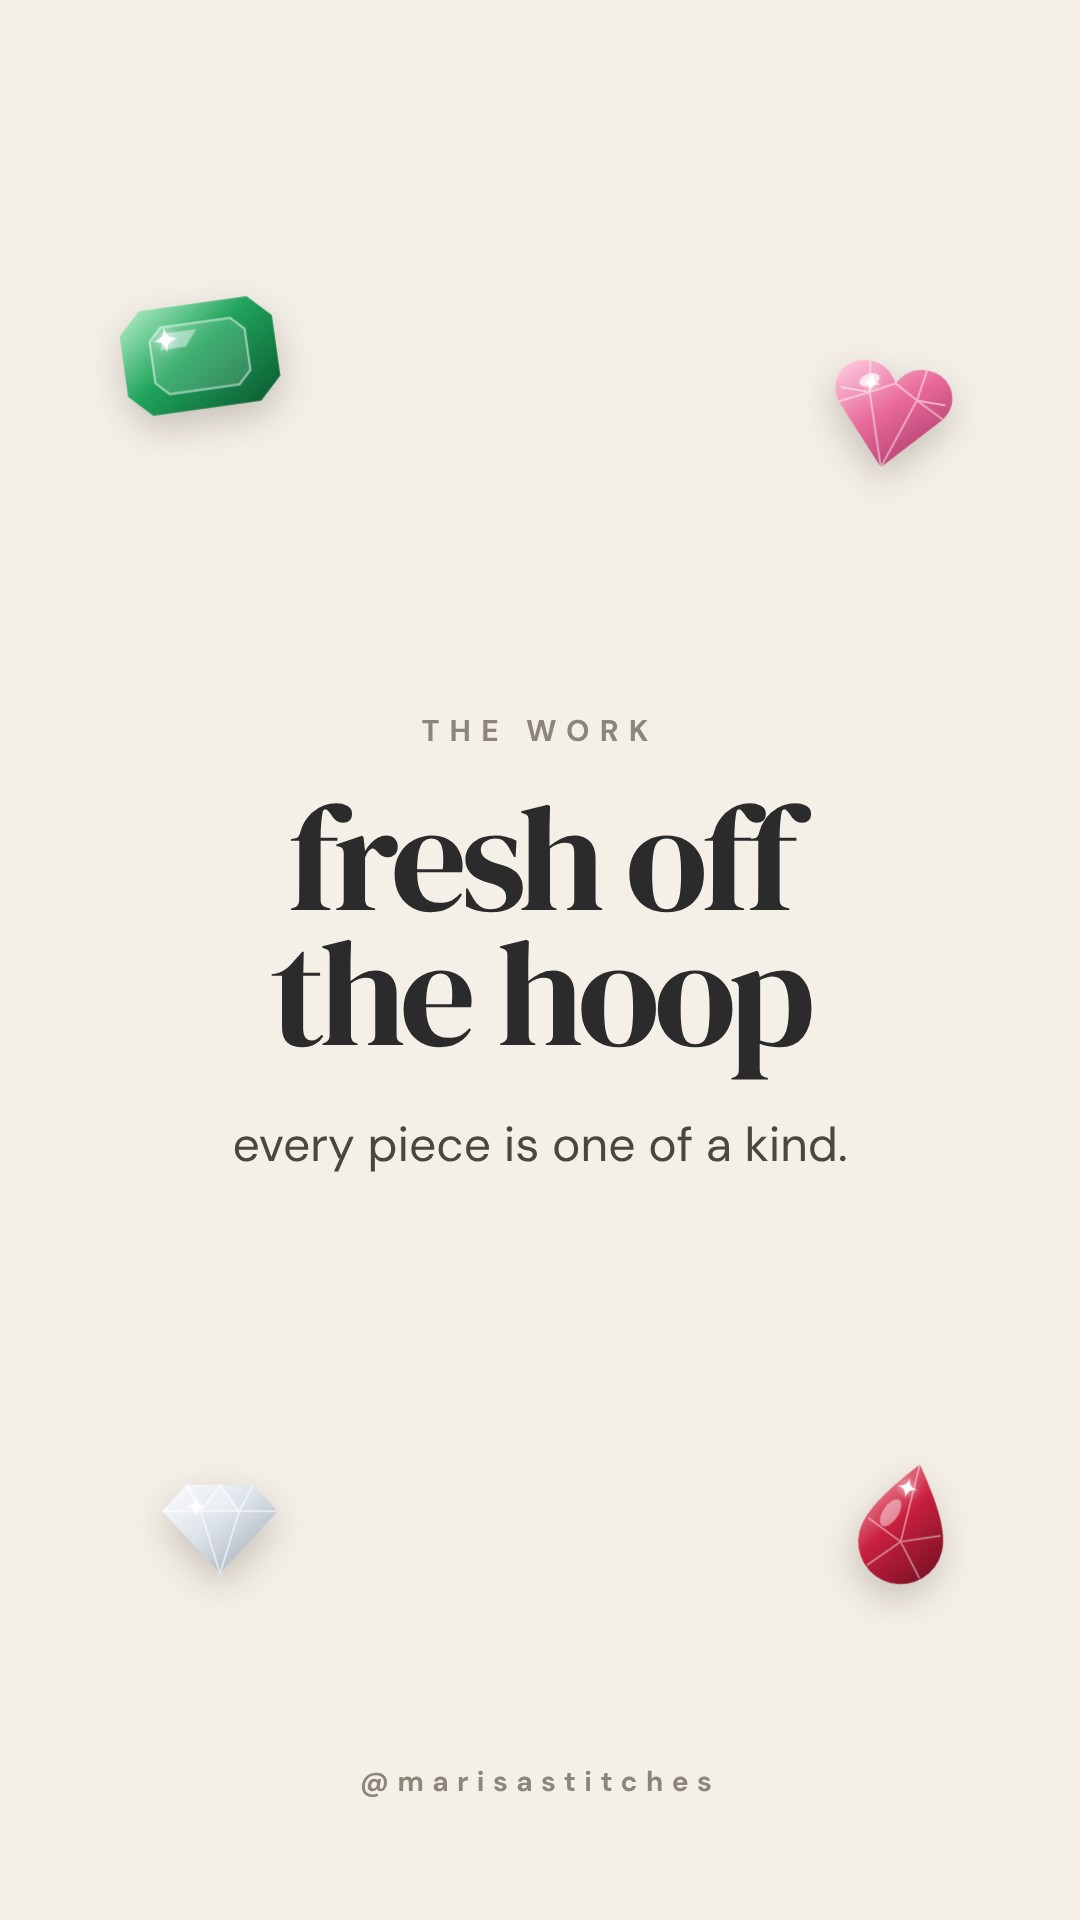 THE WORK
fresh off
the hoop
every piece is one of a kind.
@marisastitches